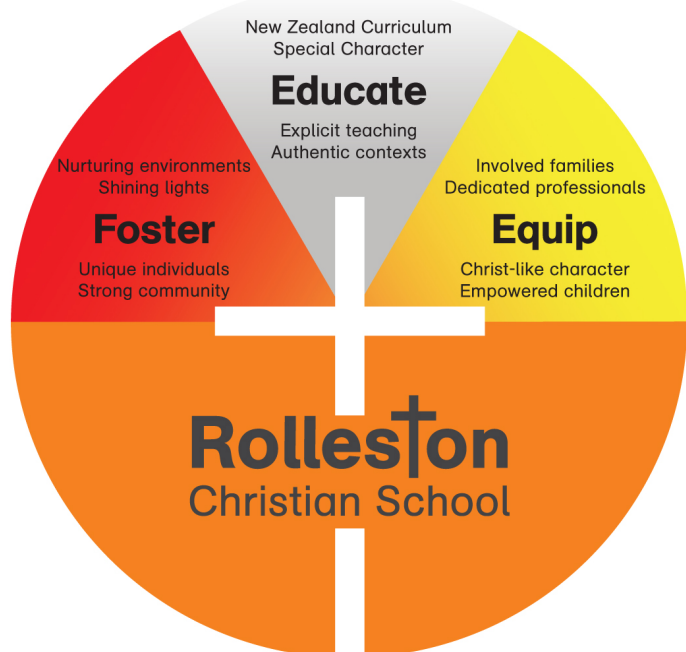 New Zealand Curriculum
Special Character
Educate
Explicit teaching
Authentic contexts
Nurturing environments
Shining lights
Foster
Unique individuals
Strong community
Involved families
Dedicated professionals
Equip
Christ-like character
Empowered children
Rolleston
Christian School